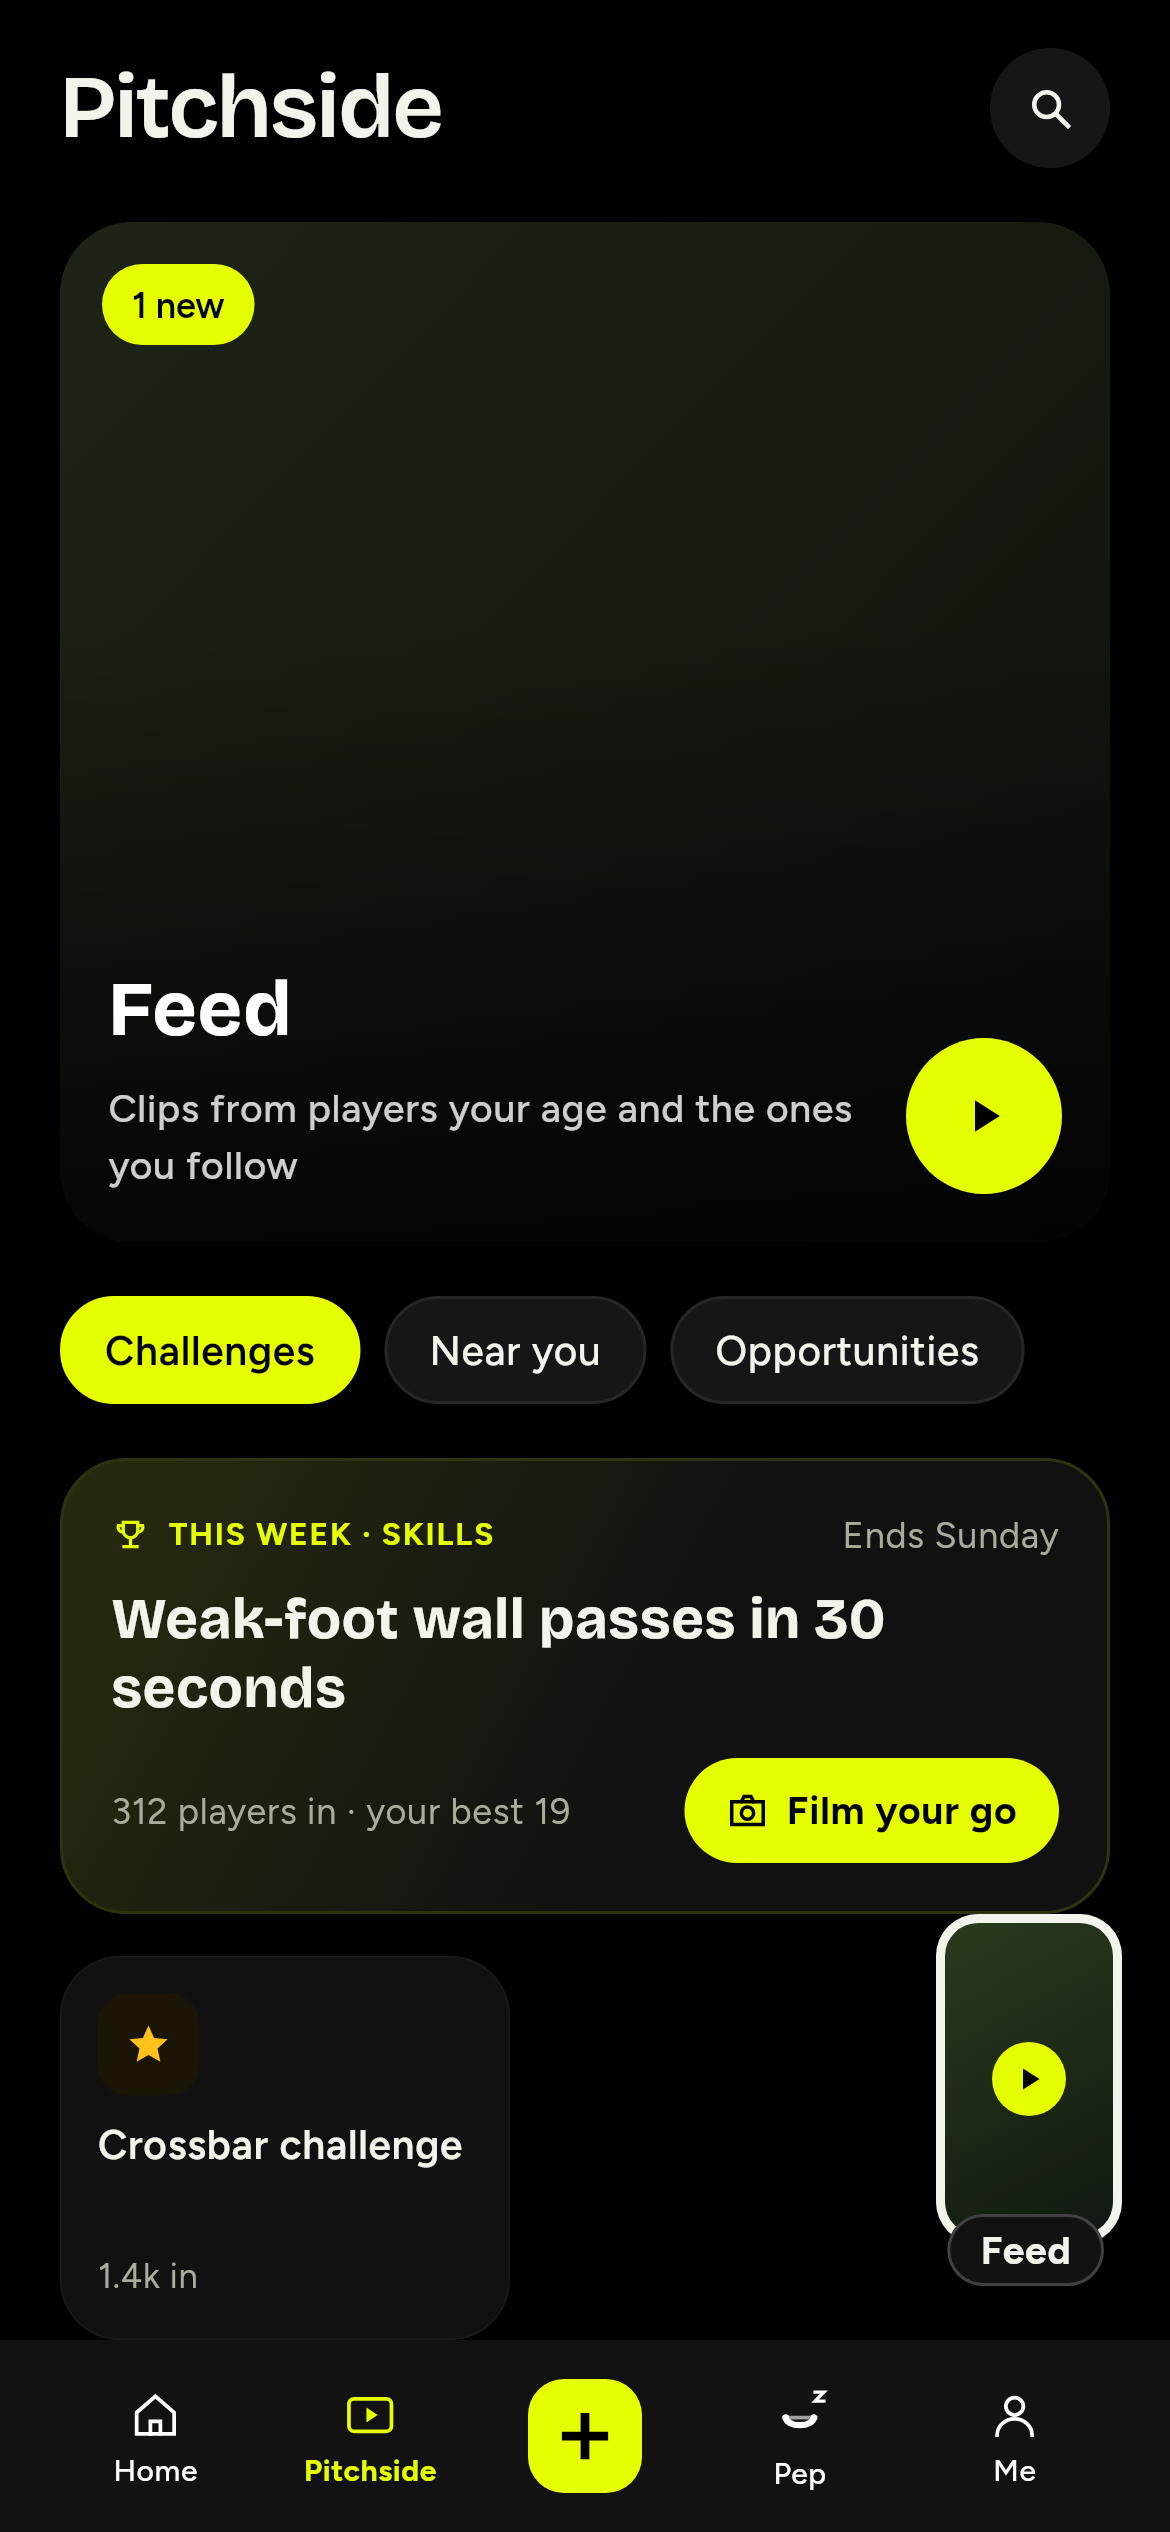 Pitchside
1 new
Feed
Clips from players your age and the ones
you follow
Challenges
Near you
Opportunities
THIS WEEK · SKILLS
Ends Sunday
Weak-foot wall passes in 30
seconds
312 players in · your best 19
Film your go
Crossbar challenge
1.4k in
Feed
Home
Pitchside
Pep
Me